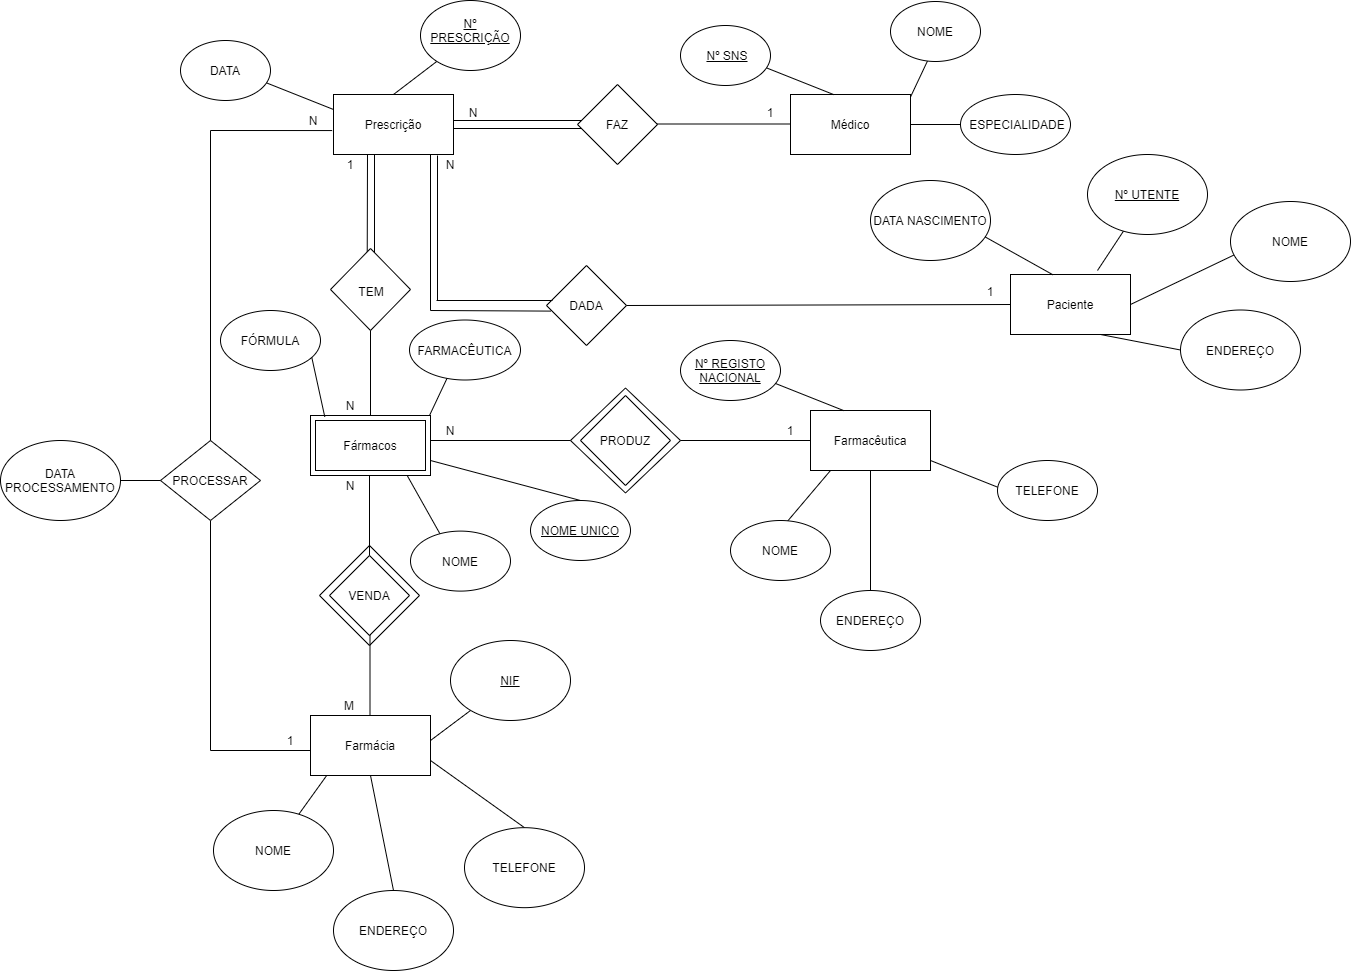 Nº
PRESCRIÇÃO
NOME
Nº SNS
DATA
N
N
1
Prescrição
FAZ
Médico
ESPECIALIDADE
1
N
Nº UTENTE
DATA NASCIMENTO
NOME
TEM
DADA
1
Paciente
FÓRMULA
FARMACÊUTICA
ENDEREÇO
Nº REGISTO
NACIONAL
N
N
1
Fármacos
PRODUZ
Farmacêutica
DATA
PROCESSAMENTO
PROCESSAR
N
TELEFONE
NOME UNICO
NOME
NOME
VENDA
ENDEREÇO
NIF
M
1
Farmácia
NOME
TELEFONE
ENDEREÇO